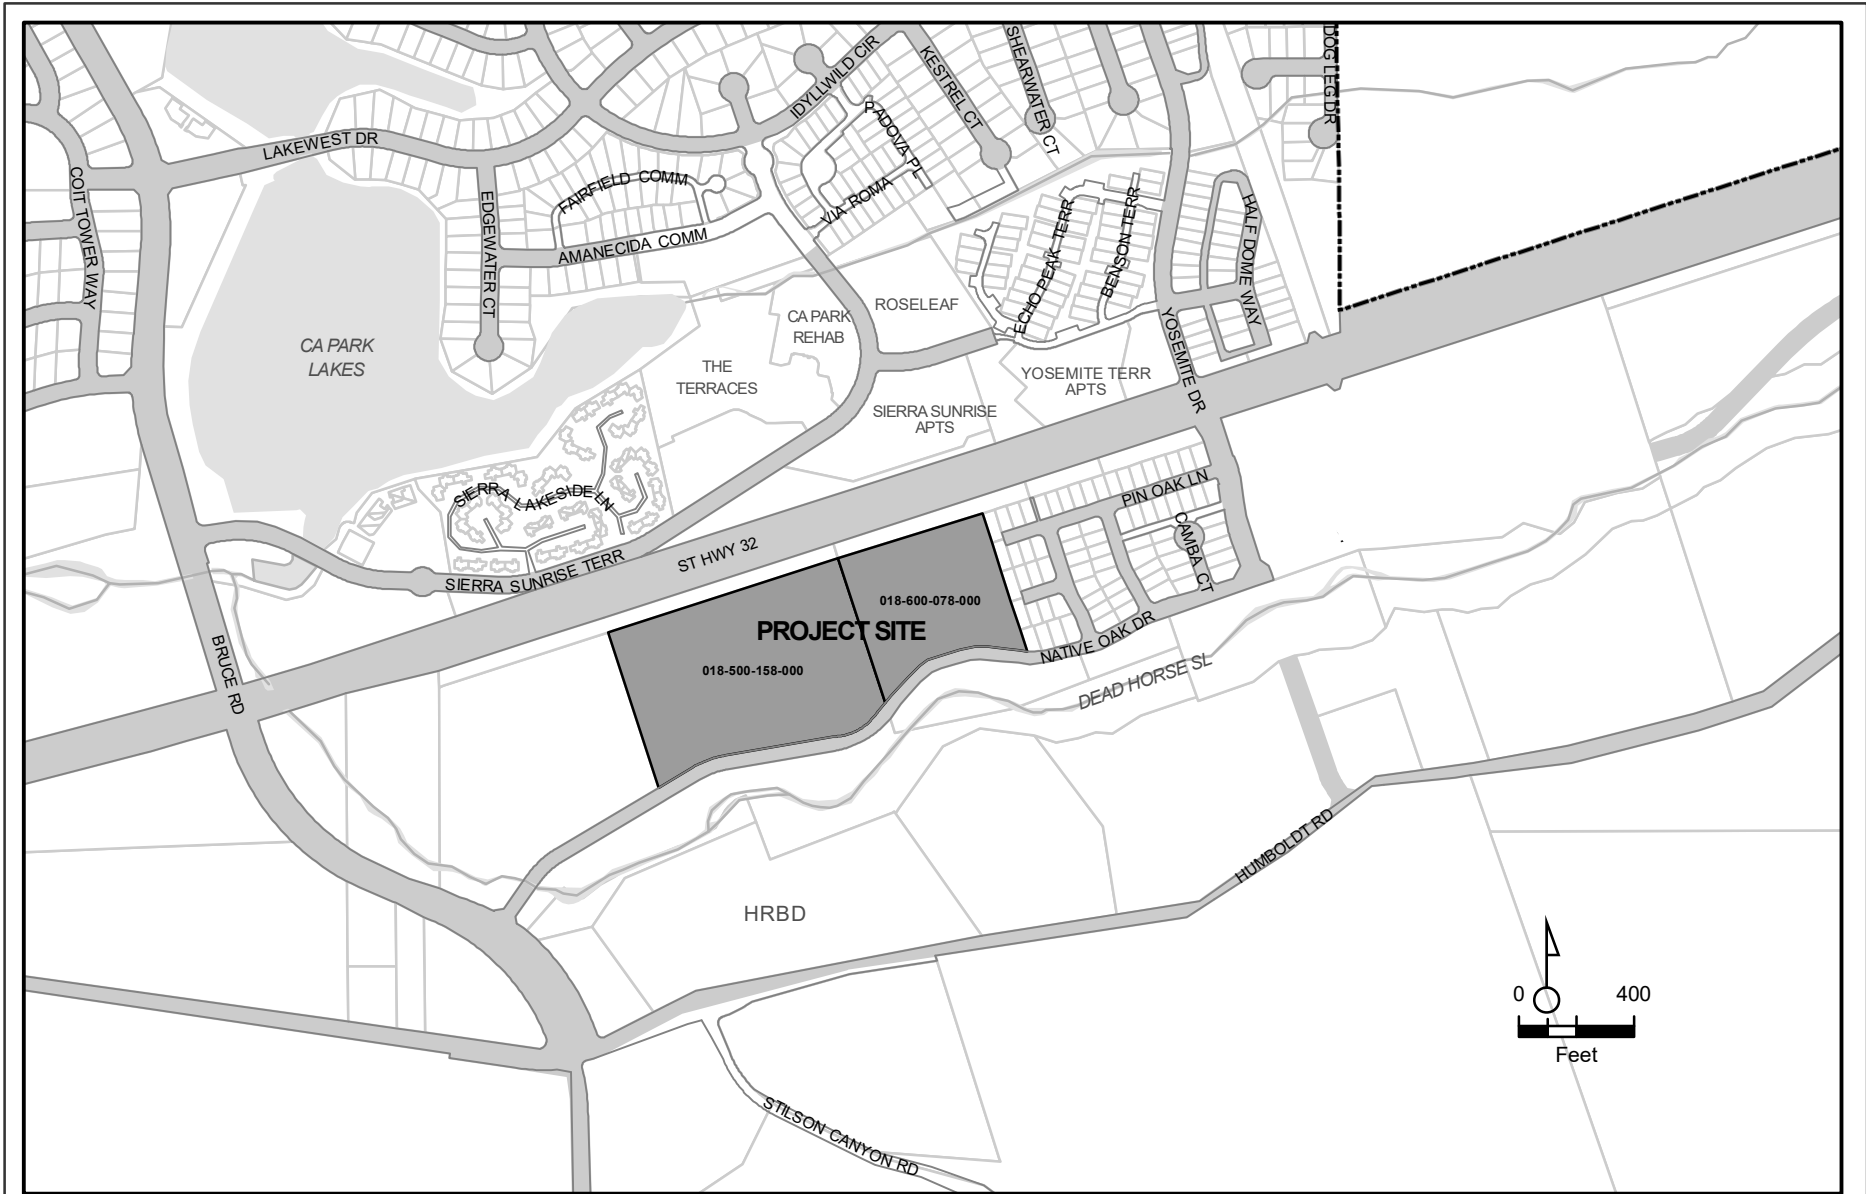 DOG LEG DR
SHEARWATER CT
KESTREL CT
IDYLLWILD CIR
PADOVA PL
LAKEWEST DR
COIT TOWER WAY
EDGEWATER CT
FAIRFIELD COMM
VIA ROMA
AMANECIDA COMM
ECHO PEAK TERR
BENSON TERR
HALF DOME WAY
YOSEMITE DR
ROSELEAF
CA PARK
REHAB
CA PARK
LAKES
THE
TERRACES
YOSEMITE TERR
APTS
SIERRA SUNRISE
APTS
SIERRA LAKESIDE LN
PIN OAK LN
CAMBA CT
ST HWY 32
SIERRA SUNRISE TERR
018-600-078-000
PROJECT SITE
018-500-158-000
NATIVE OAK DR
DEAD HORSE SL
BRUCE RD
HUMBOLDT RD
HRBD
0 400
Feet
STILSON CANYON RD